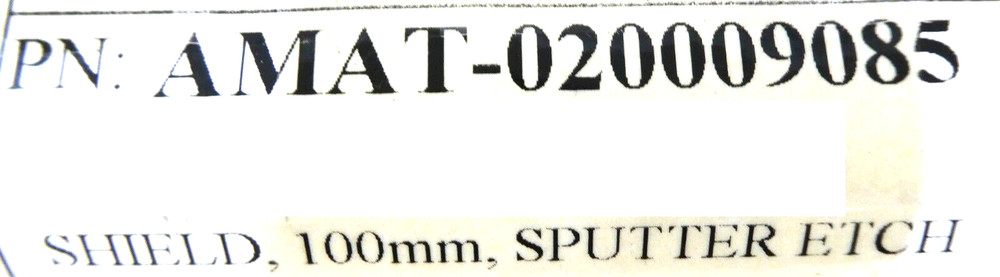 PN: AMAT-020009085
SHIELD, 100mm, SPUTTER ETCH